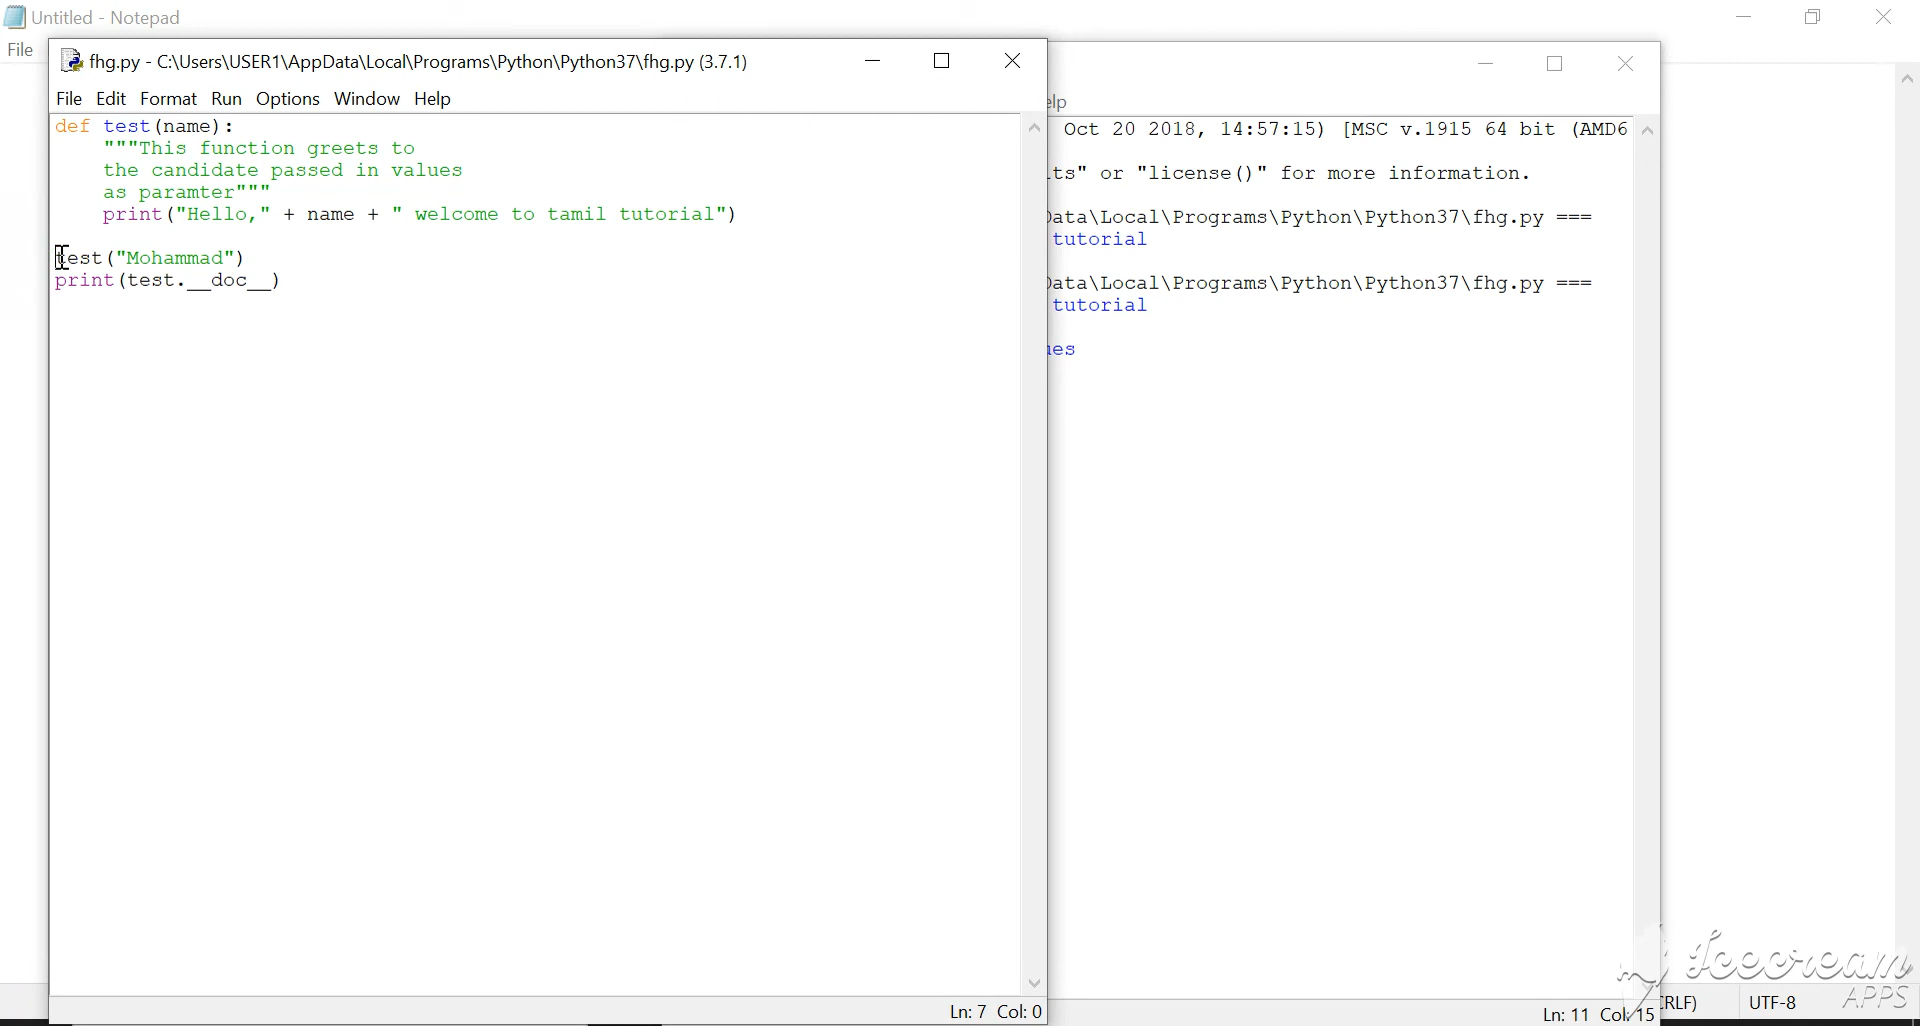 Untitled - Notepad
File
fhg.py - C:\Users\USER1\AppData\Local\Programs\Python\Python37\fhg.py (3.7.1)
File Edit Format Run Options Window Help
def test(name):
    """This function greets to
    the candidate passed in values
    as paramter"""
    print("Hello," + name + " welcome to tamil tutorial")
test("Mohammad")
print(test.__doc__)
Ln: 7 Col: 0
elp
Oct 20 2018, 14:57:15) [MSC v.1915 64 bit (AMD6
ts" or "license()" for more information.
Data\Local\Programs\Python\Python37\fhg.py ===
tutorial
Data\Local\Programs\Python\Python37\fhg.py ===
tutorial
ues
Ln: 11 Col: 15
CRLF) UTF-8
Icecream
APPS